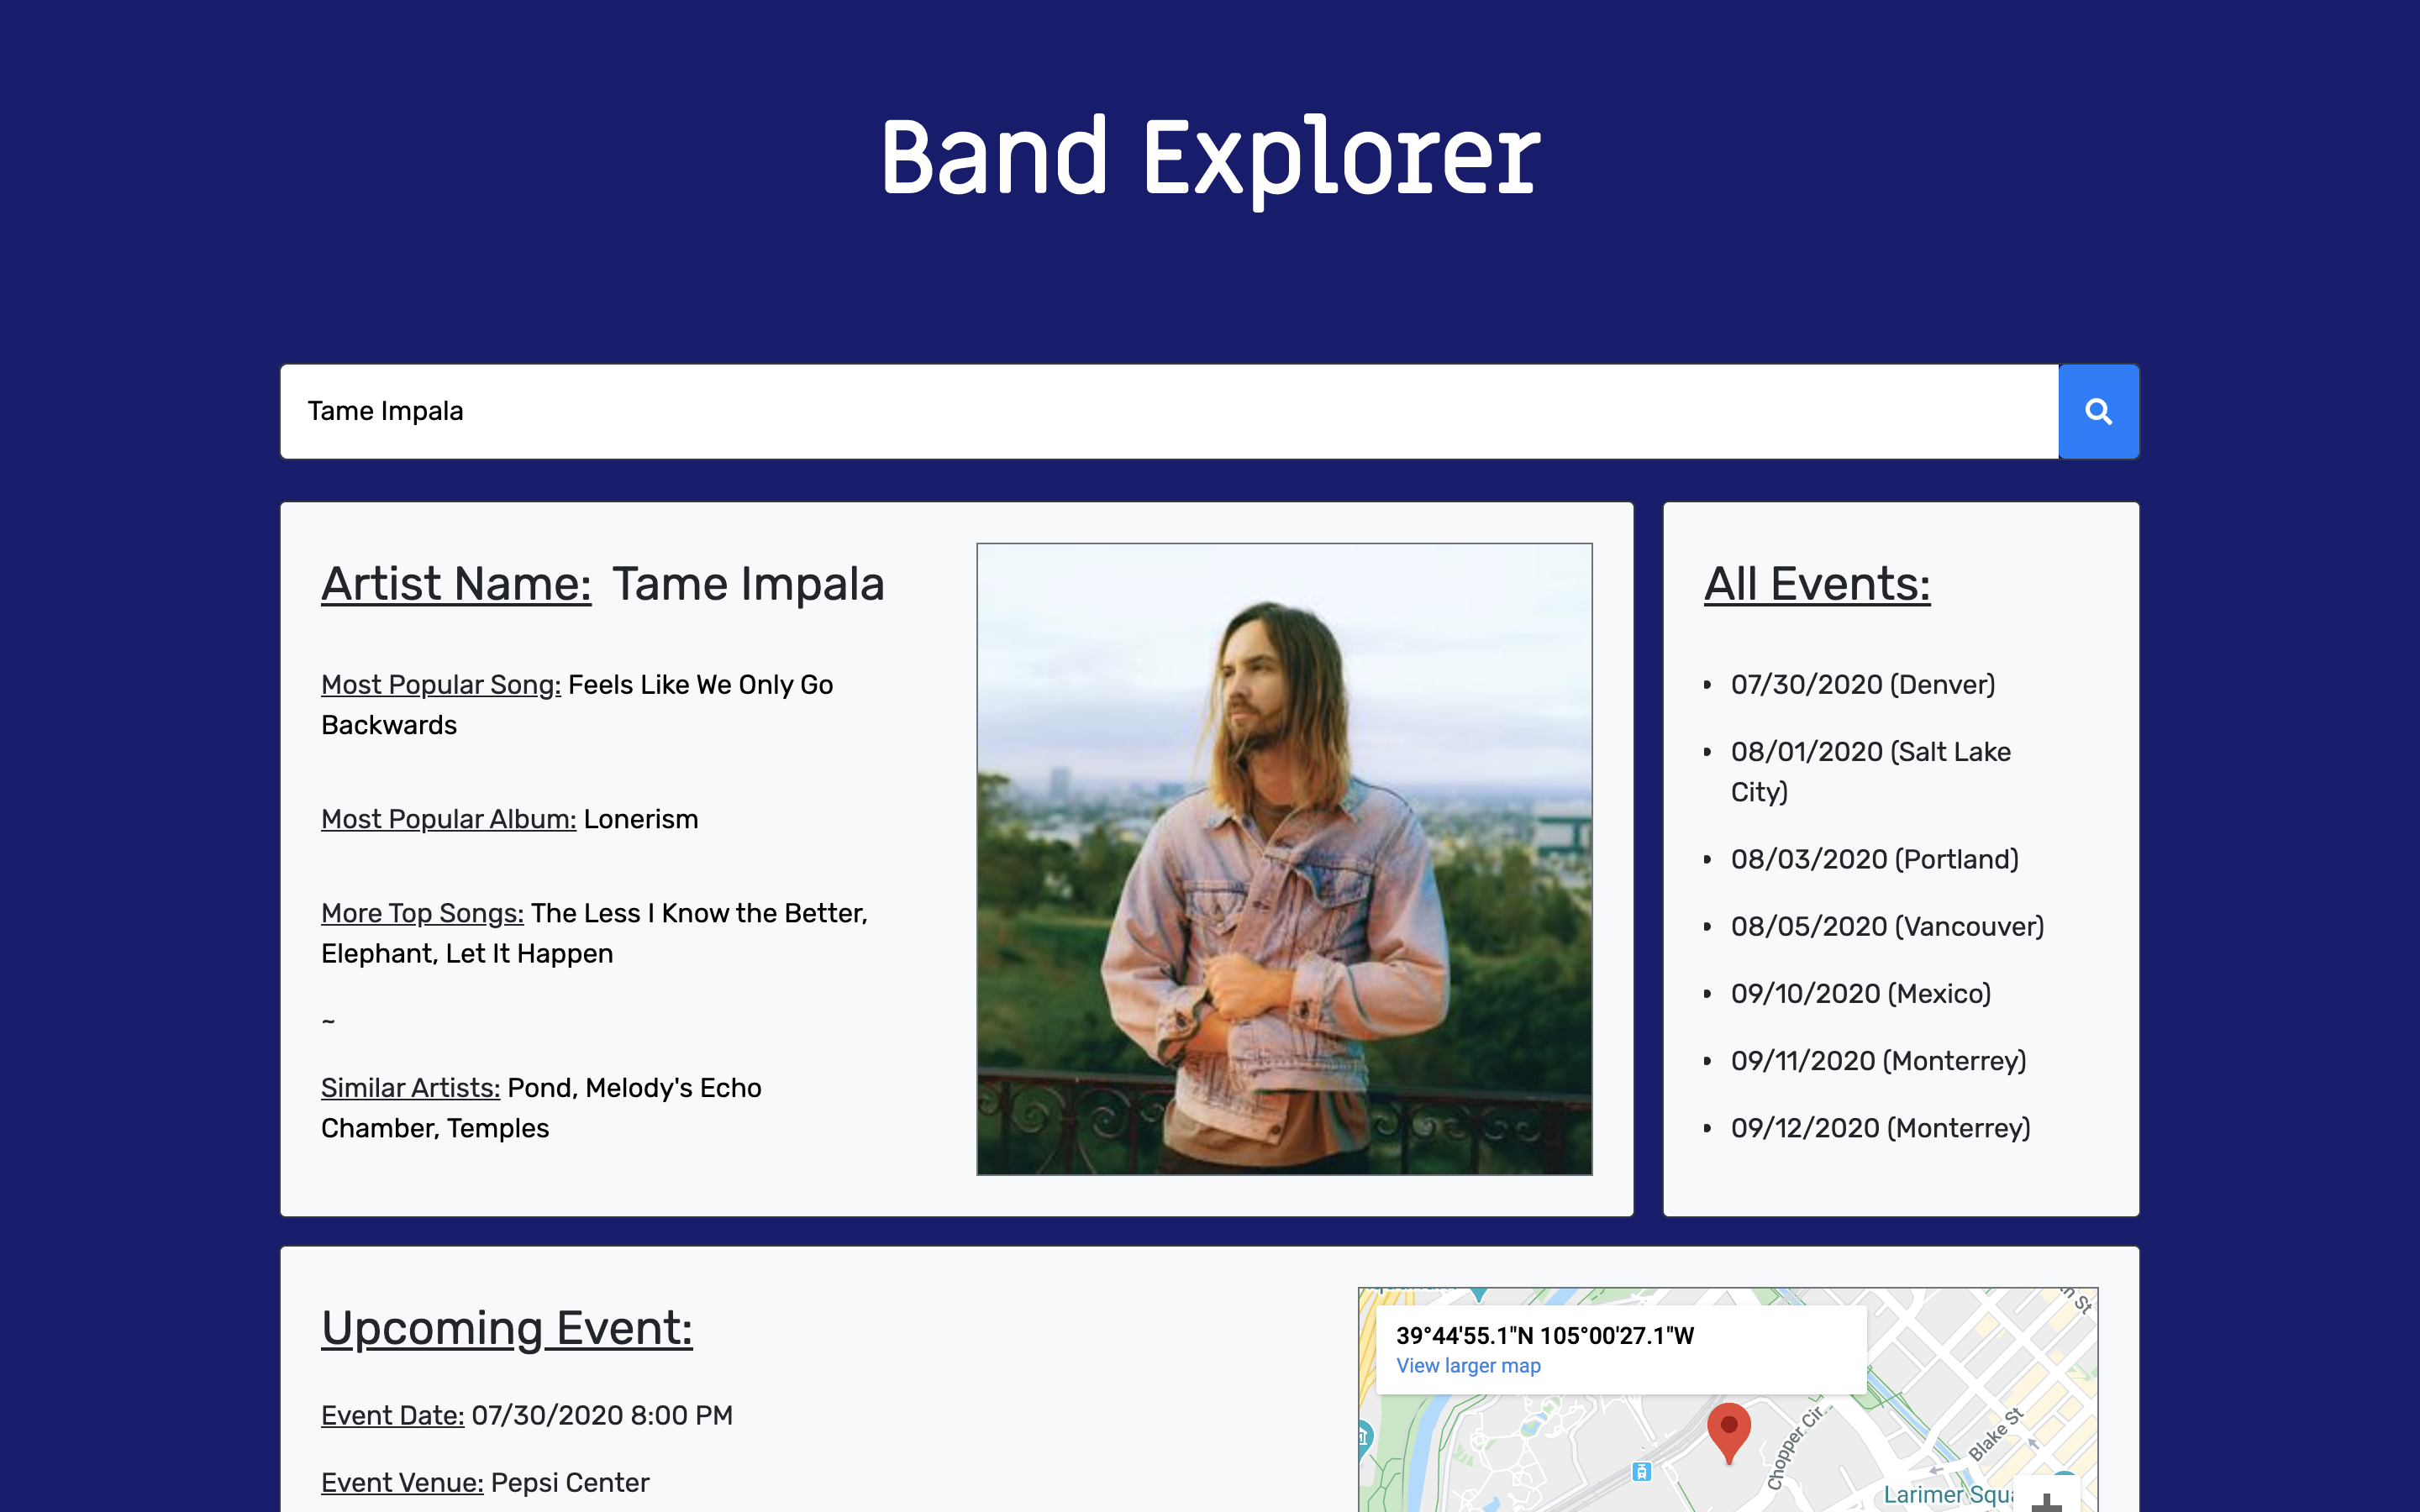 Band Explorer
Tame Impala
Artist Name: Tame Impala
Most Popular Song: Feels Like We Only Go
Backwards
Most Popular Album: Lonerism
More Top Songs: The Less I Know the Better,
Elephant, Let It Happen
~
Similar Artists: Pond, Melody's Echo
Chamber, Temples
All Events:
07/30/2020 (Denver)
08/01/2020 (Salt Lake
City)
08/03/2020 (Portland)
08/05/2020 (Vancouver)
09/10/2020 (Mexico)
09/11/2020 (Monterrey)
09/12/2020 (Monterrey)
Upcoming Event:
Event Date: 07/30/2020 8:00 PM
Event Venue: Pepsi Center
39°44'55.1"N 105°00'27.1"W
View larger map
Chopper Cir
Blake St
Larimer Squa